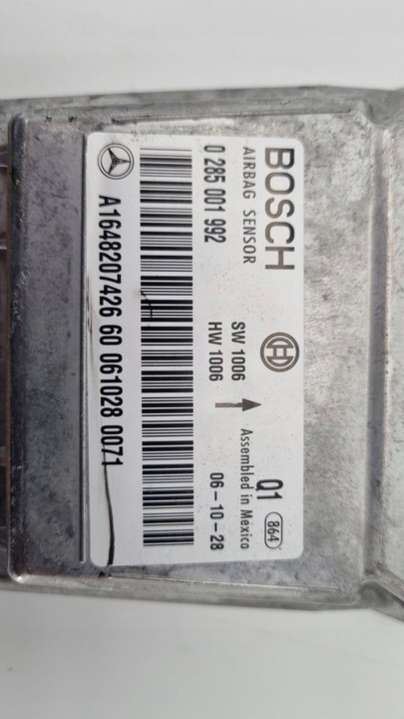 BOSCH
AIRBAG SENSOR
Q1 864
Assembled in Mexico
0 285 001 992
SW 1006
HW 1006
06-10-28
A1648207426 60 061028 0071